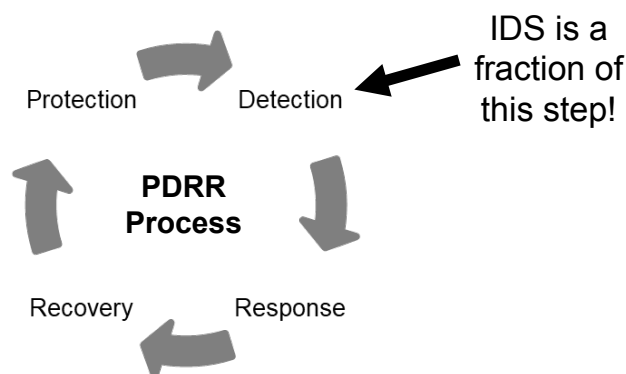 IDS is a
fraction of
this step!
Protection
Detection
PDRR
Process
Recovery
Response